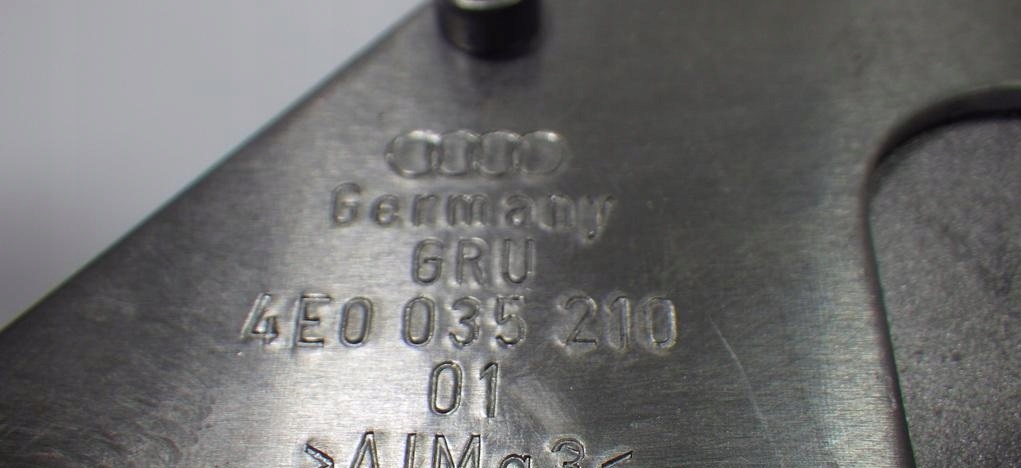 Germany
GRU
4E0 035 210
01
>AlMg3<